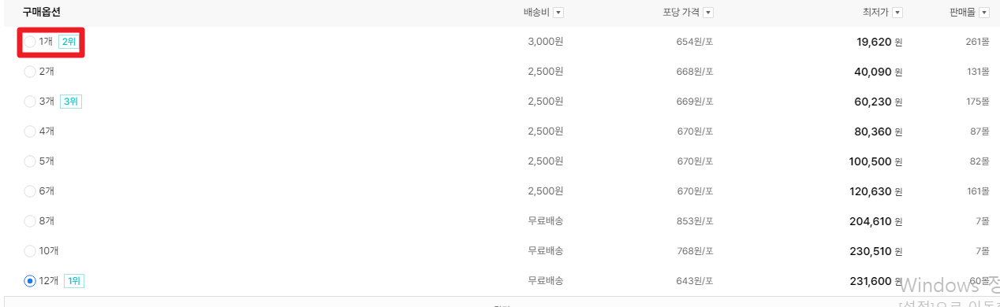 구매옵션 배송비 포당 가격 최저가 판매몰
1개 2위 3,000원 654원/포 19,620 원 261몰
2개 2,500원 668원/포 40,090 원 131몰
3개 3위 2,500원 669원/포 60,230 원 175몰
4개 2,500원 670원/포 80,360 원 87몰
5개 2,500원 670원/포 100,500 원 82몰
6개 2,500원 670원/포 120,630 원 161몰
8개 무료배송 853원/포 204,610 원 7몰
10개 무료배송 768원/포 230,510 원 7몰
12개 1위 무료배송 643원/포 231,600 원 60몰
Windows 정